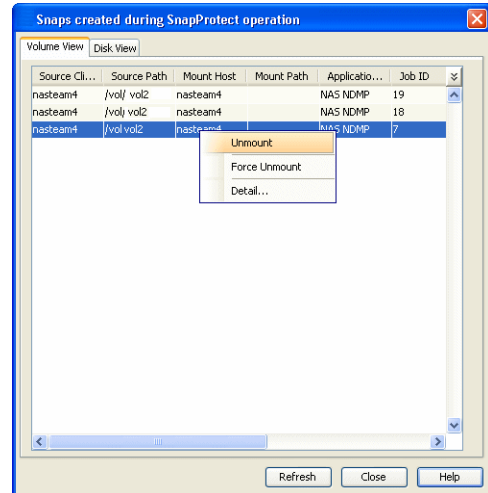 Snaps created during SnapProtect operation
Volume View Disk View
Source Cli... Source Path Mount Host Mount Path Applicatio... Job ID
nasteam4 /vol/ vol2 nasteam4 NAS NDMP 19
nasteam4 /vol) vol2 nasteam4 NAS NDMP 18
nasteam4 /vol vol2 nasteam4 NAS NDMP 7
Unmount
Force Unmount
Detail...
Refresh Close Help